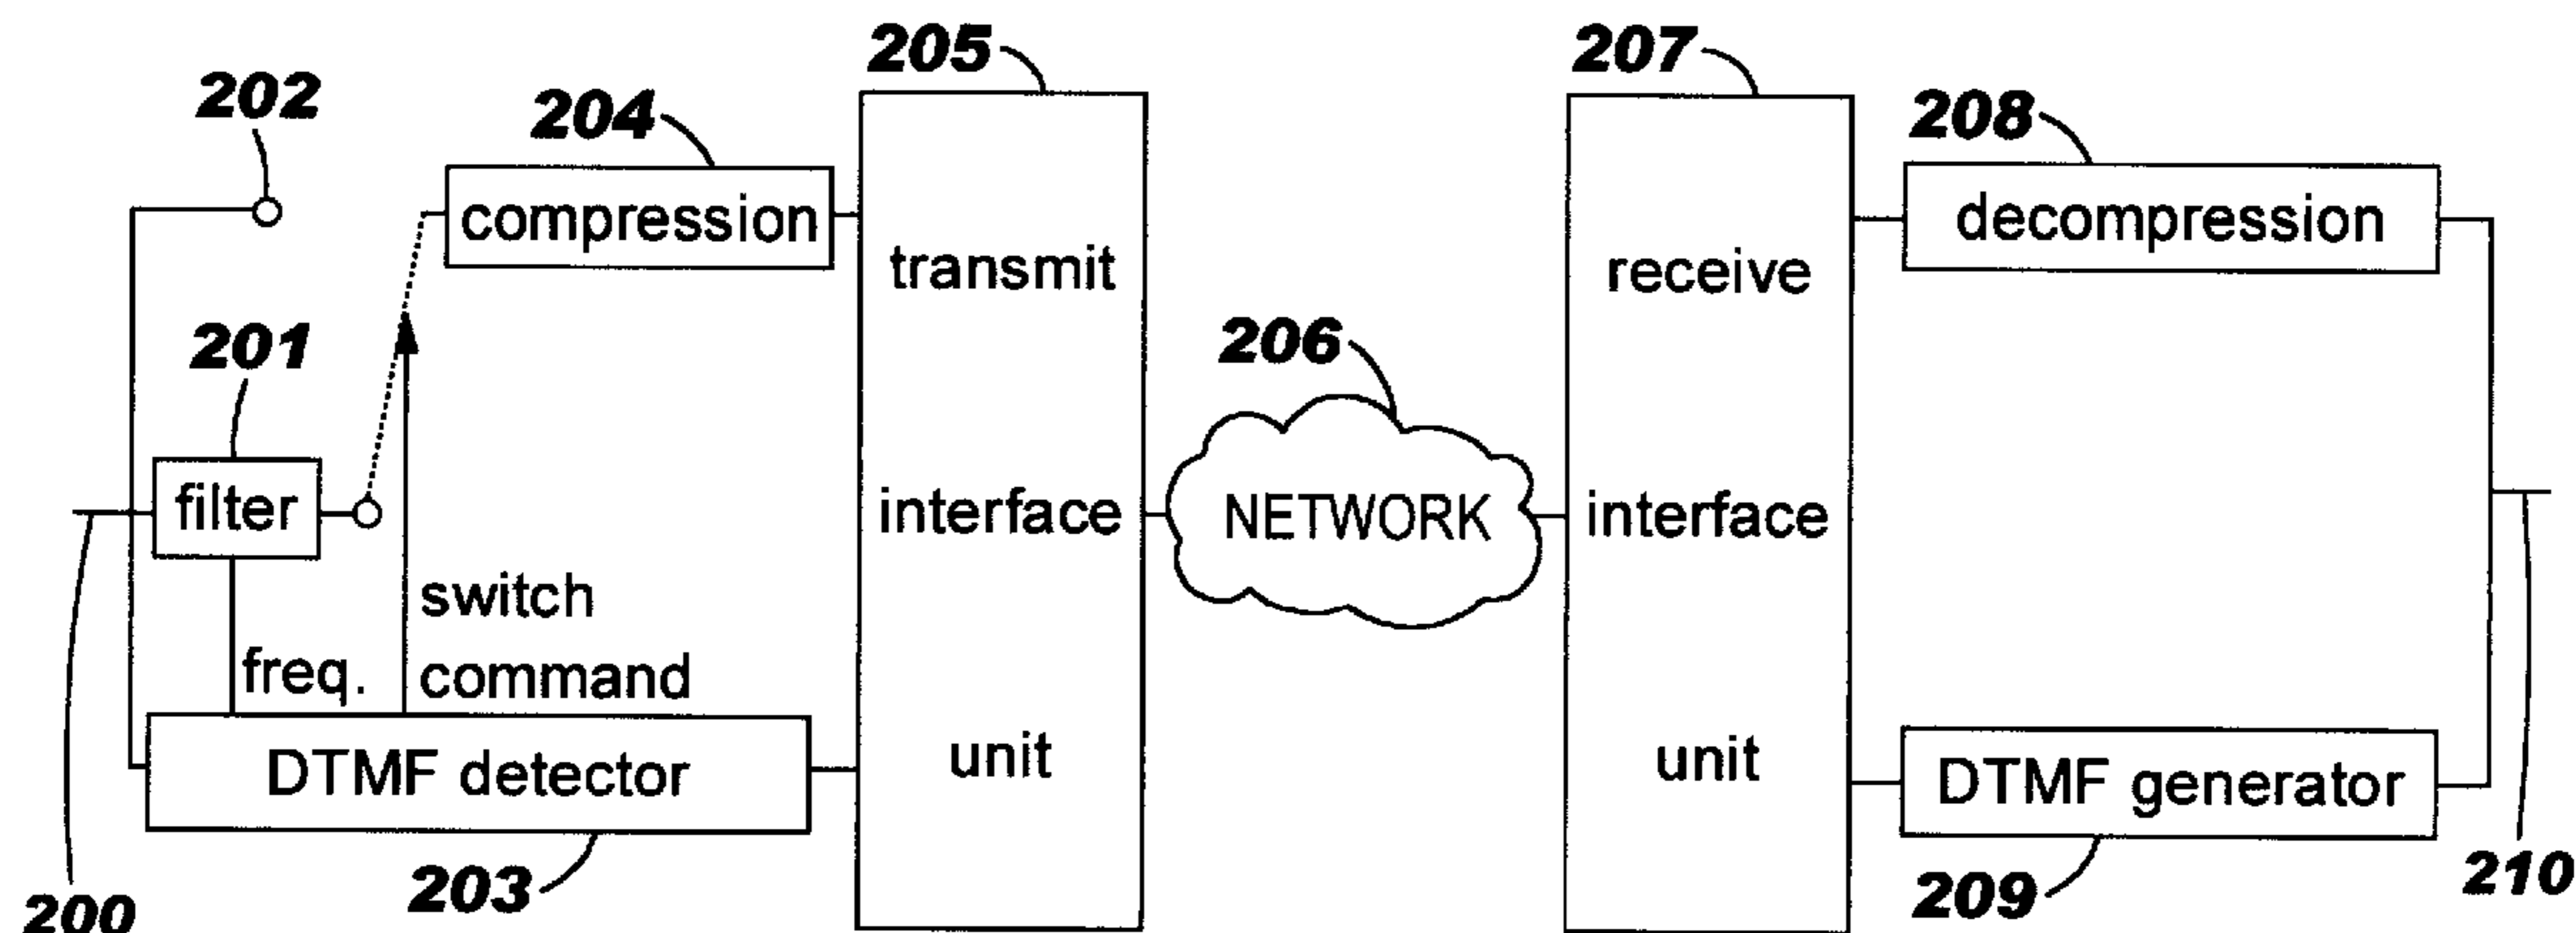 205
207
202
204
208
compression
decompression
transmit
receive
201
206
filter
interface
NETWORK
interface
switch
command
freq.
DTMF detector
unit
unit
DTMF generator
203
209
210
200